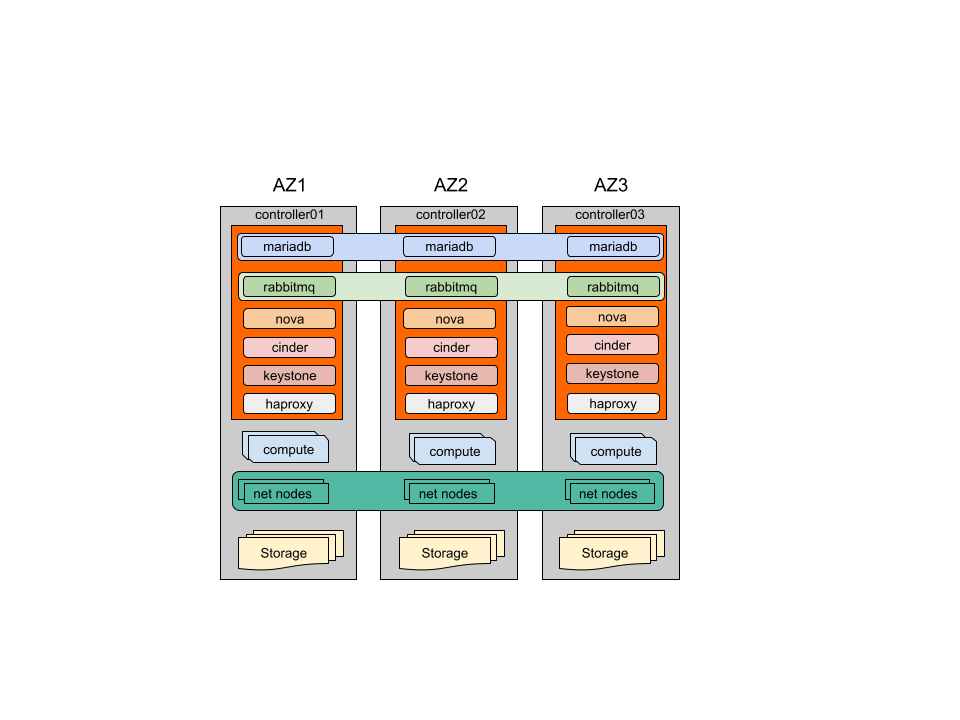 AZ1 AZ2 AZ3
controller01 controller02 controller03
mariadb mariadb mariadb
rabbitmq rabbitmq rabbitmq
nova nova nova
cinder cinder cinder
keystone keystone keystone
haproxy haproxy haproxy
compute compute compute
net nodes net nodes net nodes
Storage Storage Storage